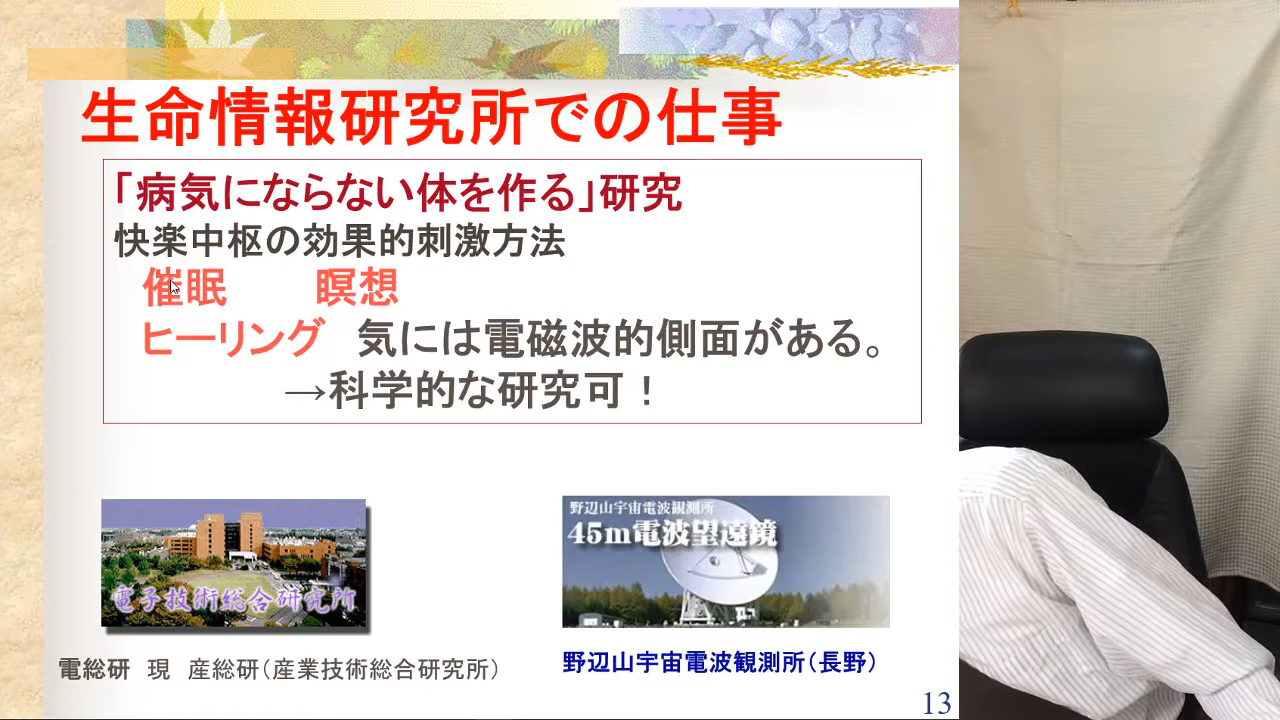 生命情報研究所での仕事
「病気にならない体を作る」研究
快楽中枢の効果的刺激方法
催眠　　瞑想
ヒーリング　気には電磁波的側面がある。
→科学的な研究可！
野辺山宇宙電波観測所
45m電波望遠鏡
電子技術総合研究所
電総研　現　産総研（産業技術総合研究所）
野辺山宇宙電波観測所（長野）
13